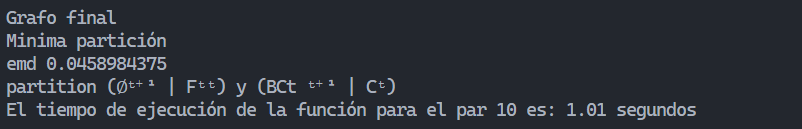 Grafo final
Minima partición
emd 0.0458984375
partition (∅ᵗ⁺¹ | Fᵗᵗ) y (BCt ᵗ⁺¹ | Cᵗ)
El tiempo de ejecución de la función para el par 10 es: 1.01 segundos